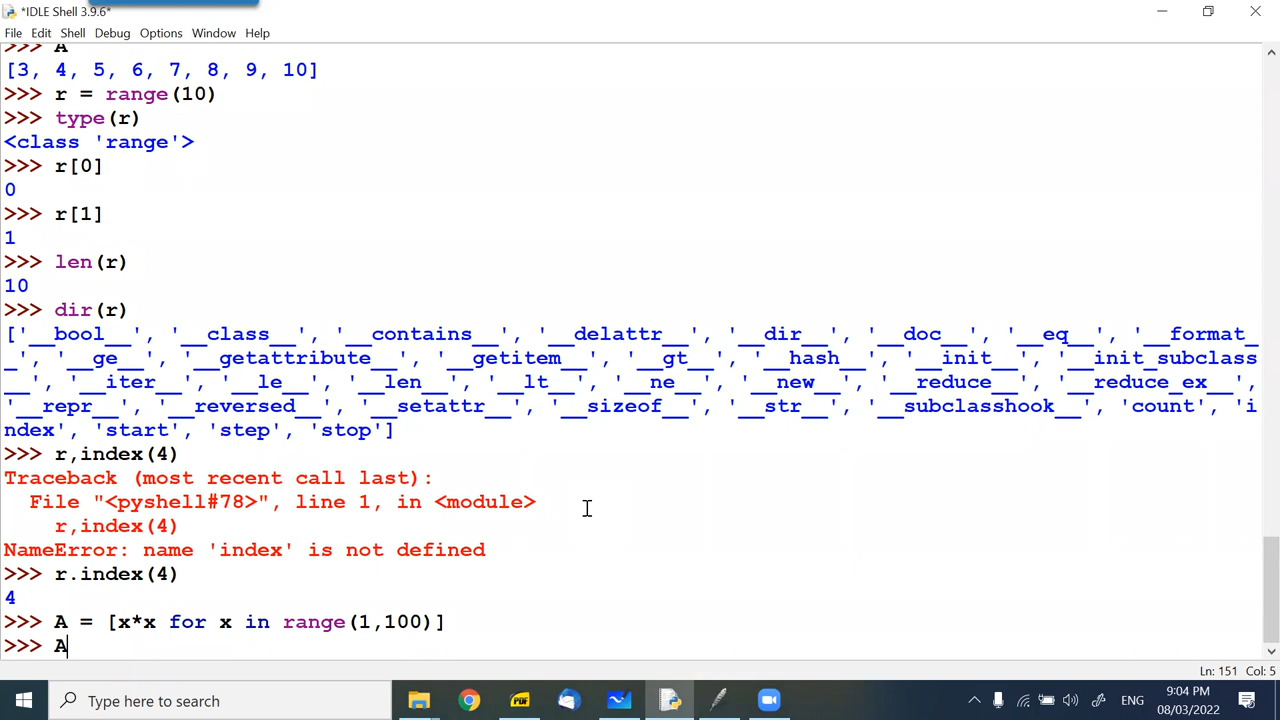 *IDLE Shell 3.9.6*
File Edit Shell Debug Options Window Help
>>> A
[3, 4, 5, 6, 7, 8, 9, 10]
>>> r = range(10)
>>> type(r)
<class 'range'>
>>> r[0]
0
>>> r[1]
1
>>> len(r)
10
>>> dir(r)
['__bool__', '__class__', '__contains__', '__delattr__', '__dir__', '__doc__', '__eq__', '__format_
_', '__ge__', '__getattribute__', '__getitem__', '__gt__', '__hash__', '__init__', '__init_subclass
__', '__iter__', '__le__', '__len__', '__lt__', '__ne__', '__new__', '__reduce__', '__reduce_ex__',
'__repr__', '__reversed__', '__setattr__', '__sizeof__', '__str__', '__subclasshook__', 'count', 'i
ndex', 'start', 'step', 'stop']
>>> r,index(4)
Traceback (most recent call last):
  File "<pyshell#78>", line 1, in <module>
    r,index(4)
NameError: name 'index' is not defined
>>> r.index(4)
4
>>> A = [x*x for x in range(1,100)]
>>> A
Ln: 151 Col: 5
Type here to search
PDF
ENG
9:04 PM
08/03/2022